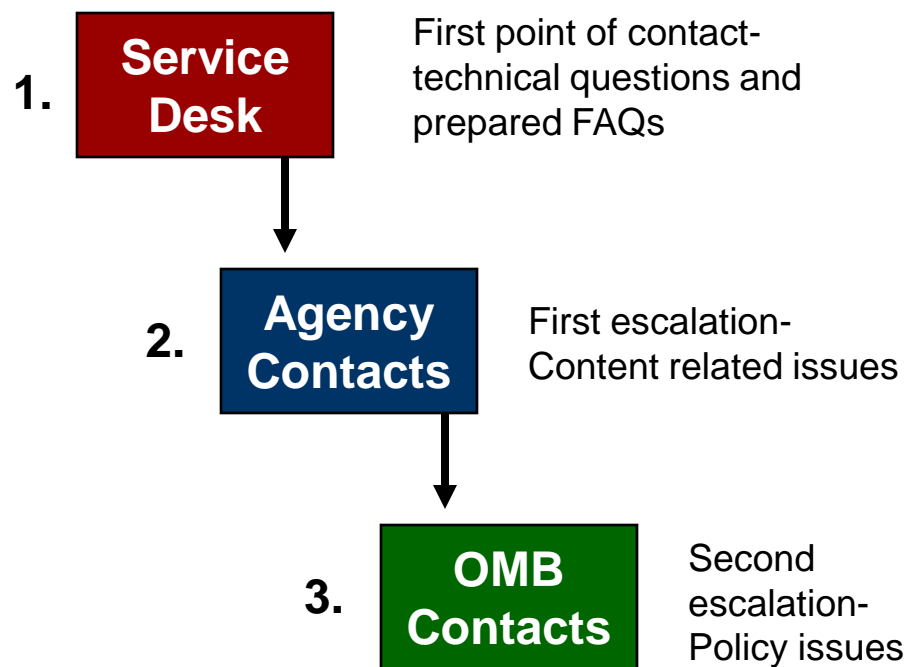 1.
Service
Desk
First point of contact-
technical questions and
prepared FAQs
2.
Agency
Contacts
First escalation-
Content related issues
3.
OMB
Contacts
Second
escalation-
Policy issues